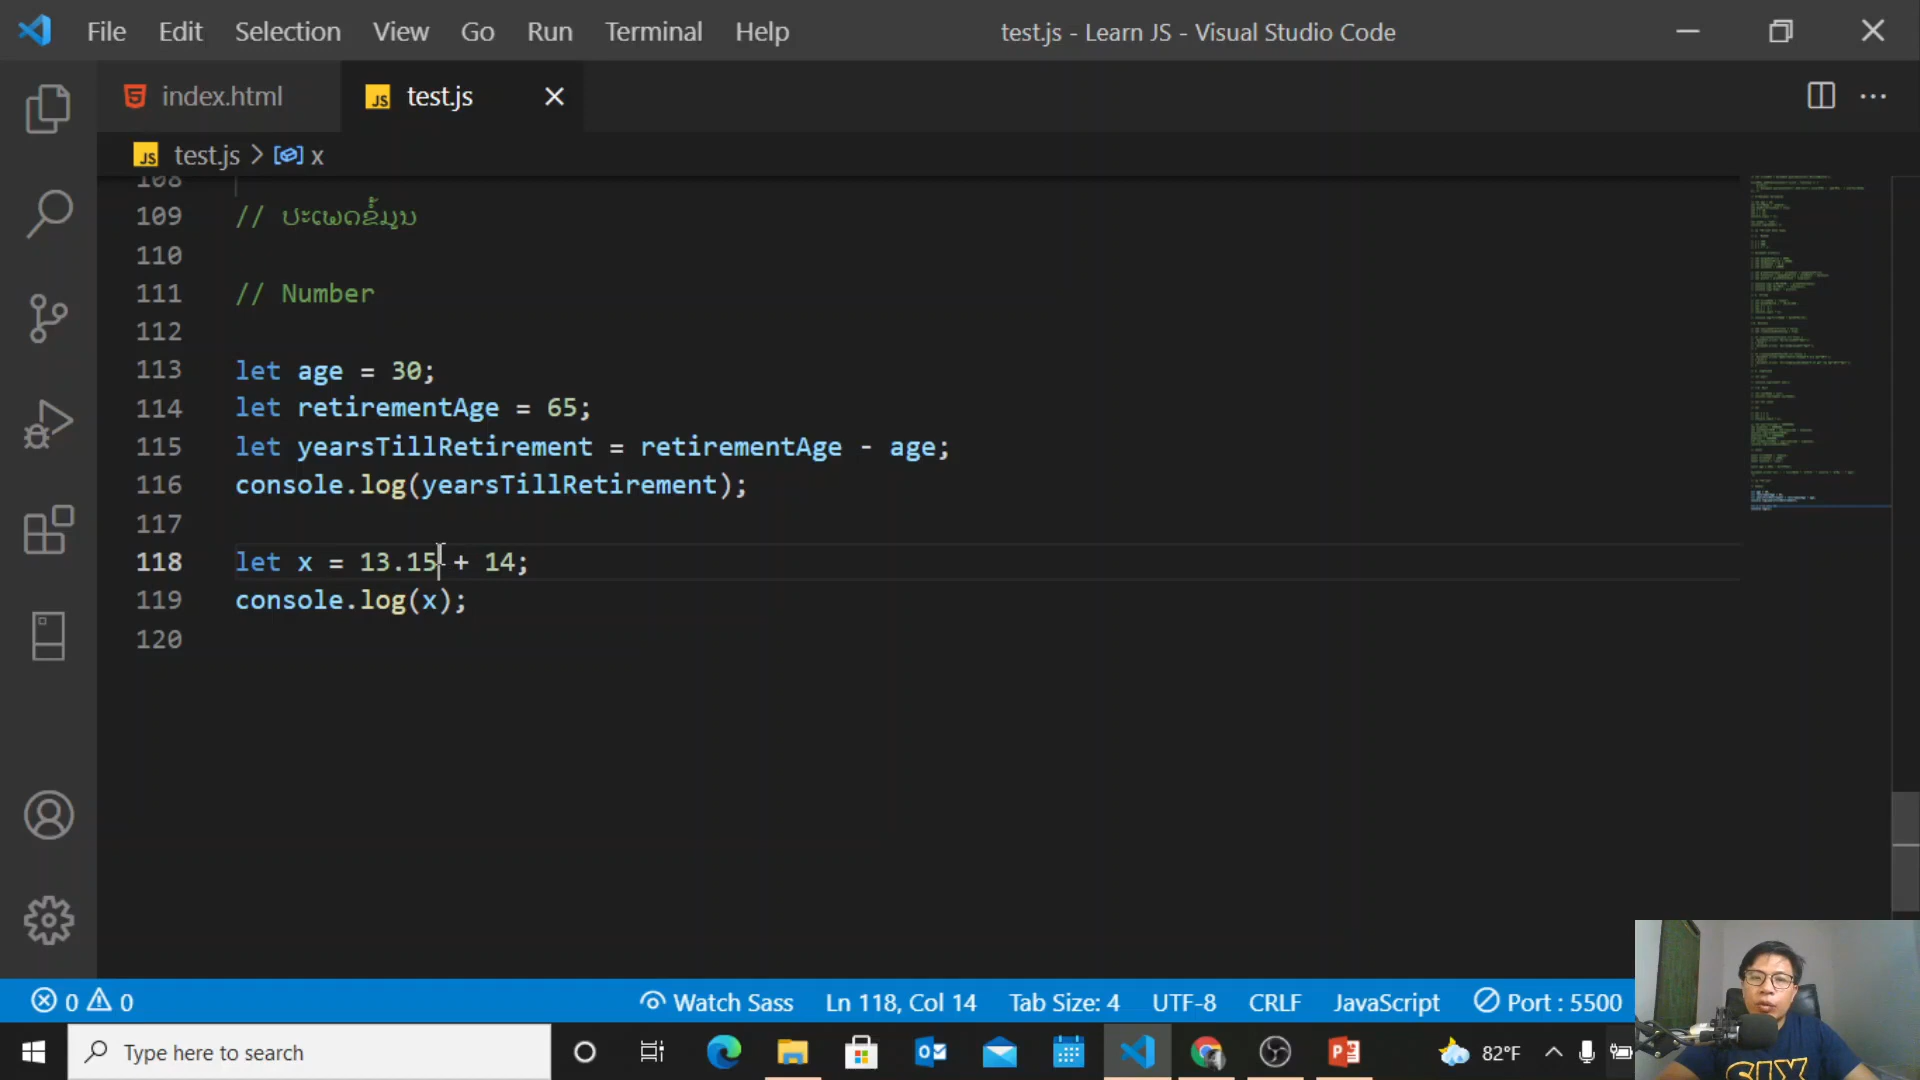 File Edit Selection View Go Run Terminal Help test.js - Learn JS - Visual Studio Code
index.html test.js
test.js > x
108
109 // ປະເພດຂໍ້ມູນ
110
111 // Number
112
113 let age = 30;
114 let retirementAge = 65;
115 let yearsTillRetirement = retirementAge - age;
116 console.log(yearsTillRetirement);
117
118 let x = 13.15 + 14;
119 console.log(x);
120
0 0 Watch Sass Ln 118, Col 14 Tab Size: 4 UTF-8 CRLF JavaScript Port : 5500
Type here to search 82°F